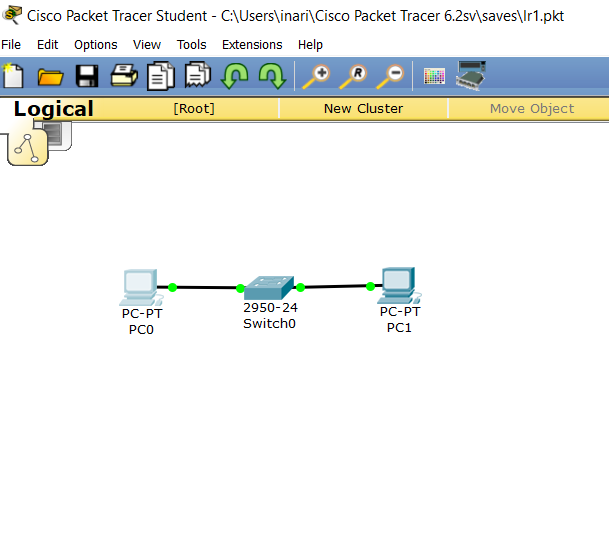 Cisco Packet Tracer Student - C:\Users\inari\Cisco Packet Tracer 6.2sv\saves\lr1.pkt
File Edit Options View Tools Extensions Help
R
Logical [Root] New Cluster Move Object
PC-PT
PC0
2950-24
Switch0
PC-PT
PC1